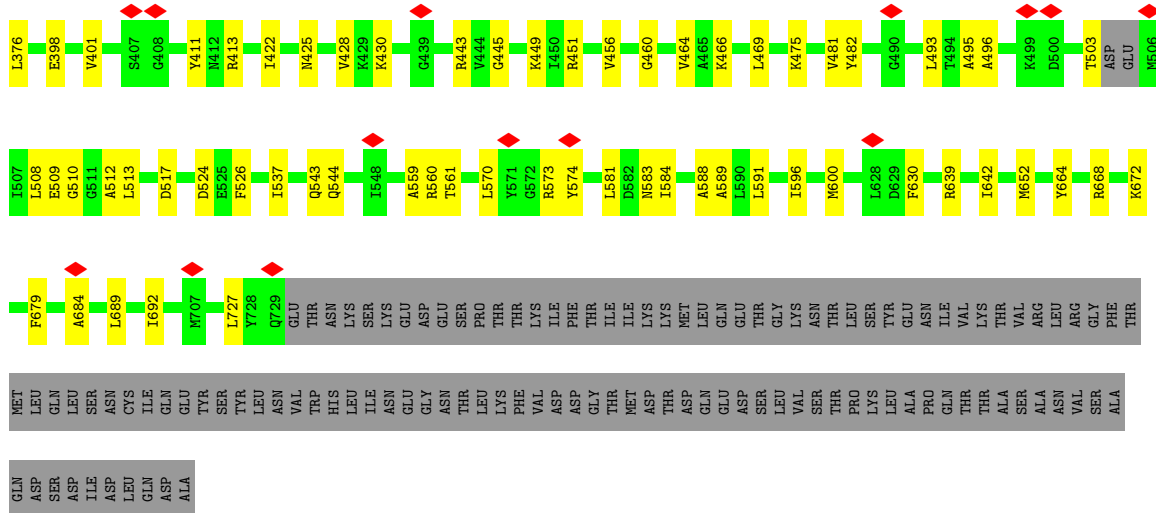 L376 E398 V401 S407 G408 Y411 N412 R413 I422 N425 V428 K429 K430 G439 R443 V444 G445 K449 I450 R451 V456 G460 V464 A465 K466 L469 K475 V481 Y482 G490 L493 T494 A495 A496 K499 D500 T503 ASP GLU M506
I507 L508 E509 G510 G511 A512 L513 D517 D524 E525 F526 I537 Q543 Q544 I548 A559 R560 T561 L570 Y571 G572 R573 Y574 L581 D582 N583 I584 A588 A589 L590 L591 I596 M600 L628 D629 F630 R639 I642 M652 Y664 R668 K672
F679 A684 L689 I692 M707 L727 Y728 Q729 GLU THR ASN LYS SER LYS GLU ASP GLU SER PRO THR THR LYS ILE PHE THR ILE ILE LYS LYS MET LEU GLN GLU THR GLY LYS ASN THR LEU SER TYR GLU ASN ILE VAL LYS THR VAL ARG LEU ARG GLY PHE THR
MET LEU GLN LEU SER ASN CYS ILE GLN GLU TYR SER TYR LEU ASN VAL TRP HIS LEU ILE ASN GLU GLY ASN THR LEU LYS PHE VAL ASP ASP GLY THR MET ASP THR ASP GLN GLU ASP SER LEU VAL SER THR PRO LYS LEU ALA PRO GLN THR THR ALA SER ALA ASN VAL SER ALA
GLN ASP SER ASP ILE ASP LEU GLN ASP ALA